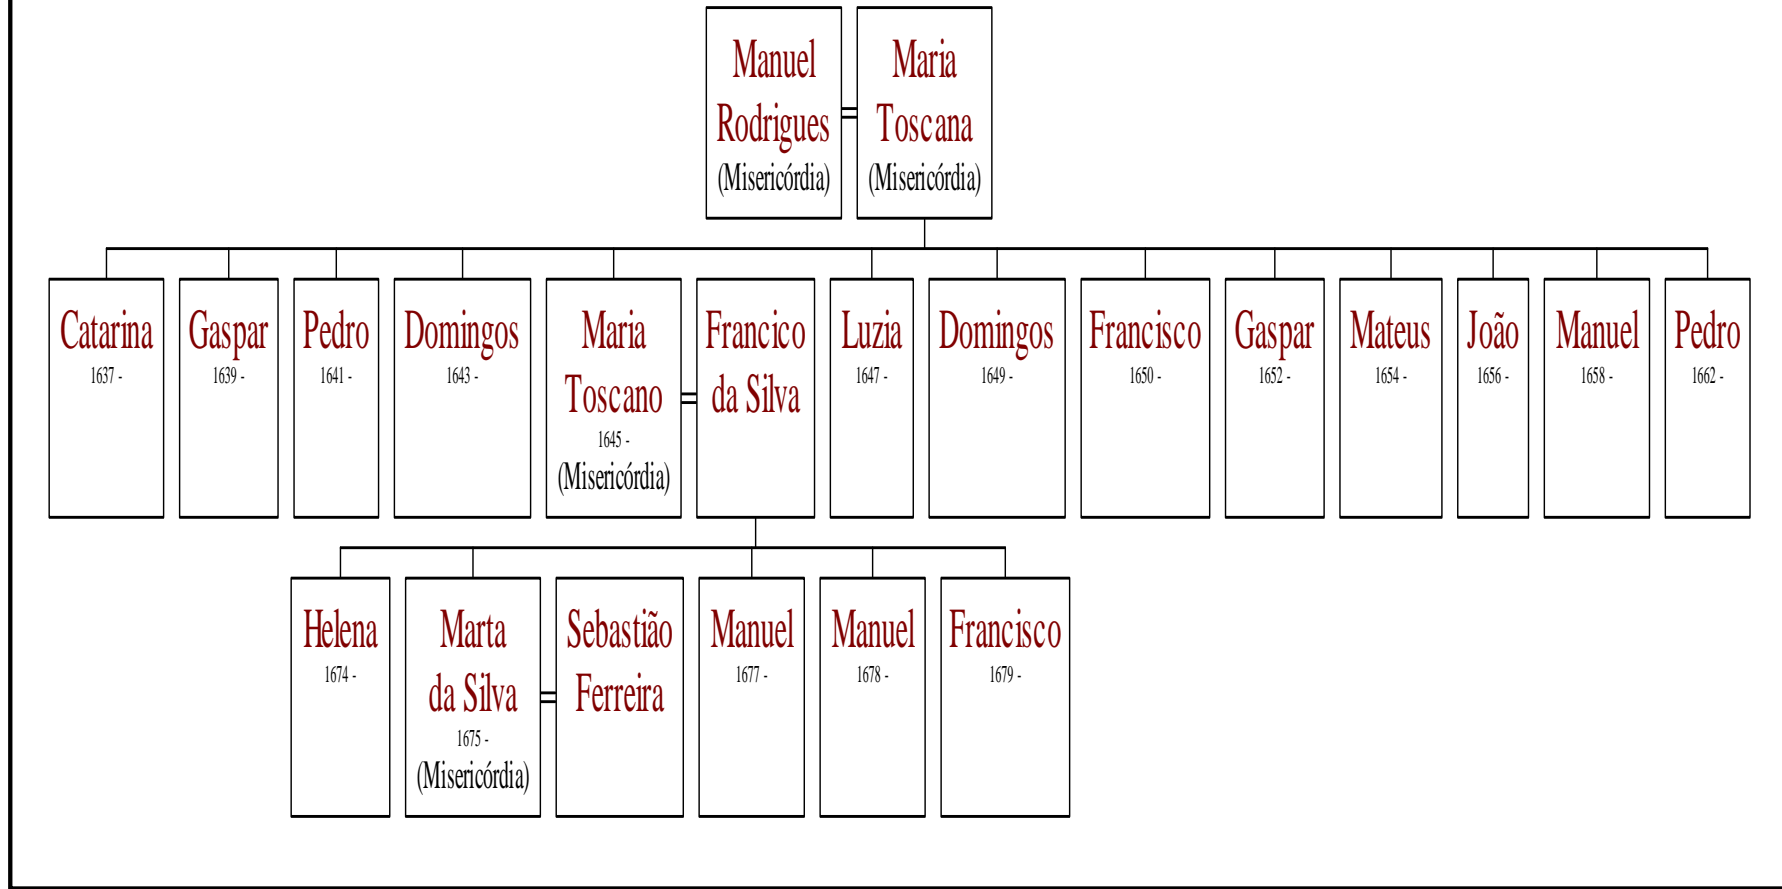 Manuel
Rodrigues
(Misericórdia)
Maria
Toscana
(Misericórdia)
Catarina
1637 -
Gaspar
1639 -
Pedro
1641 -
Domingos
1643 -
Maria
Toscano
1645 -
(Misericórdia)
Francico
da Silva
Luzia
1647 -
Domingos
1649 -
Francisco
1650 -
Gaspar
1652 -
Mateus
1654 -
João
1656 -
Manuel
1658 -
Pedro
1662 -
Helena
1674 -
Marta
da Silva
1675 -
(Misericórdia)
Sebastião
Ferreira
Manuel
1677 -
Manuel
1678 -
Francisco
1679 -